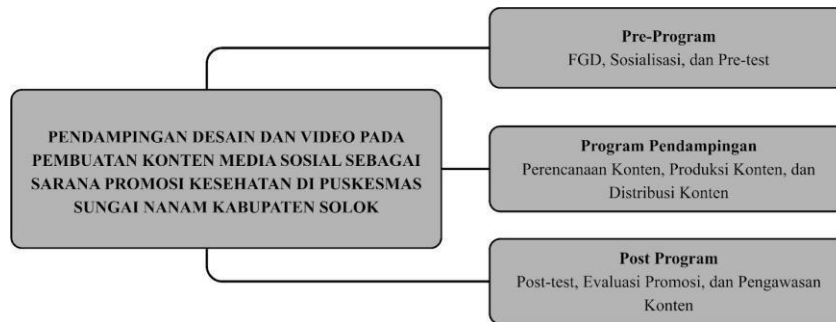 Pre-Program
FGD, Sosialisasi, dan Pre-test
PENDAMPINGAN DESAIN DAN VIDEO PADA
PEMBUATAN KONTEN MEDIA SOSIAL SEBAGAI
SARANA PROMOSI KESEHATAN DI PUSKESMAS
SUNGAI NANAM KABUPATEN SOLOK
Program Pendampingan
Perencanaan Konten, Produksi Konten, dan
Distribusi Konten
Post Program
Post-test, Evaluasi Promosi, dan Pengawasan
Konten